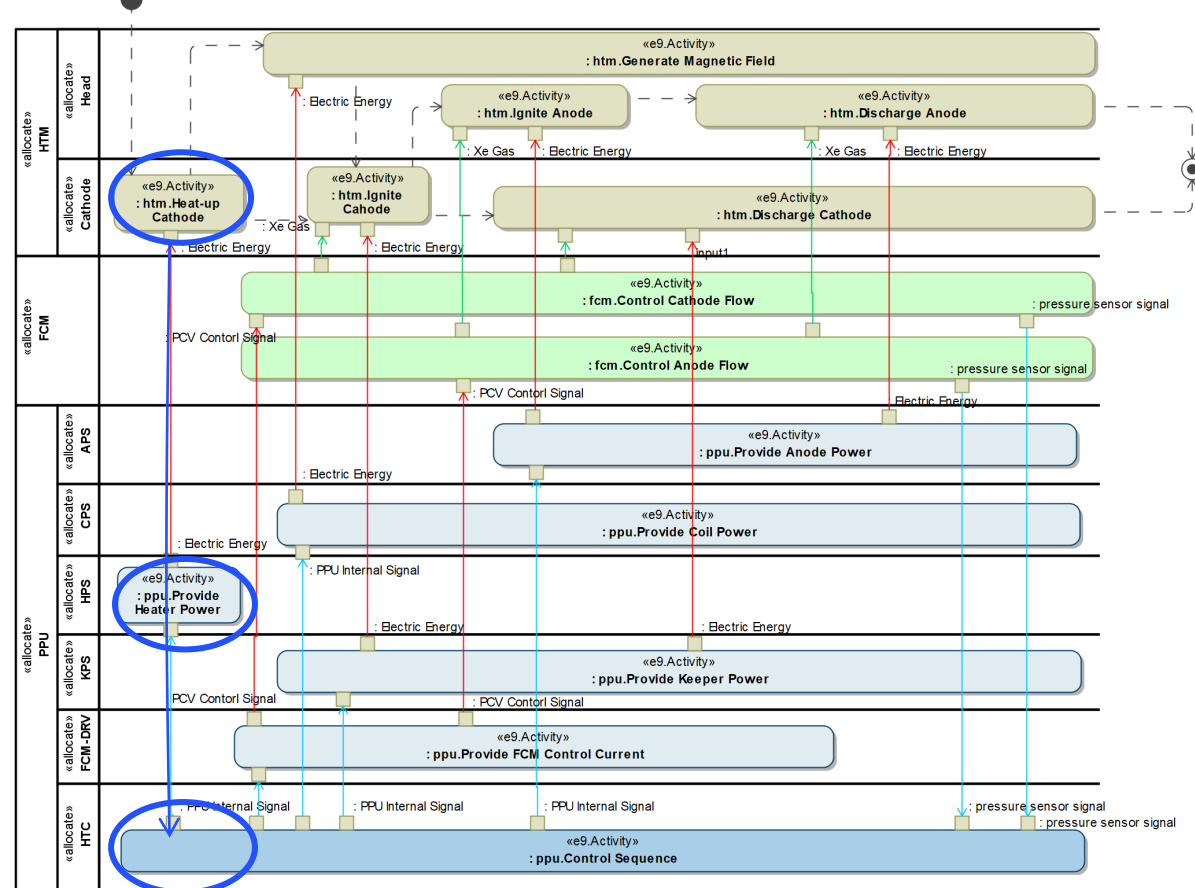 «e9.Activity»
: htm.Generate Magnetic Field
«allocate»
HTM
«allocate»
Head
: Electric Energy
«e9.Activity»
: htm.Ignite Anode
«e9.Activity»
: htm.Discharge Anode
: Xe Gas
: Electric Energy
: Xe Gas
: Electric Energy
«allocate»
Cathode
«e9.Activity»
: htm.Heat-up
Cathode
«e9.Activity»
: htm.Ignite
Cahode
«e9.Activity»
: htm.Discharge Cathode
: Xe Gas
: Electric Energy
: Electric Energy
input1
«allocate»
FCM
«e9.Activity»
: fcm.Control Cathode Flow
: pressure sensor signal
: PCV Contorl Signal
«e9.Activity»
: fcm.Control Anode Flow
: pressure sensor signal
: PCV Contorl Signal
: Electric Energy
«allocate»
PPU
«allocate»
APS
«e9.Activity»
: ppu.Provide Anode Power
: Electric Energy
«allocate»
CPS
«e9.Activity»
: ppu.Provide Coil Power
: Electric Energy
«allocate»
HPS
: PPU Internal Signal
«e9.Activity»
: ppu.Provide
Heater Power
: Electric Energy
: Electric Energy
«allocate»
KPS
«e9.Activity»
: ppu.Provide Keeper Power
PCV Contorl Signal
: PCV Contorl Signal
«allocate»
FCM-DRV
«e9.Activity»
: ppu.Provide FCM Control Current
«allocate»
HTC
: PPU Internal Signal
: PPU Internal Signal
: PPU Internal Signal
: pressure sensor signal
: pressure sensor signal
«e9.Activity»
: ppu.Control Sequence